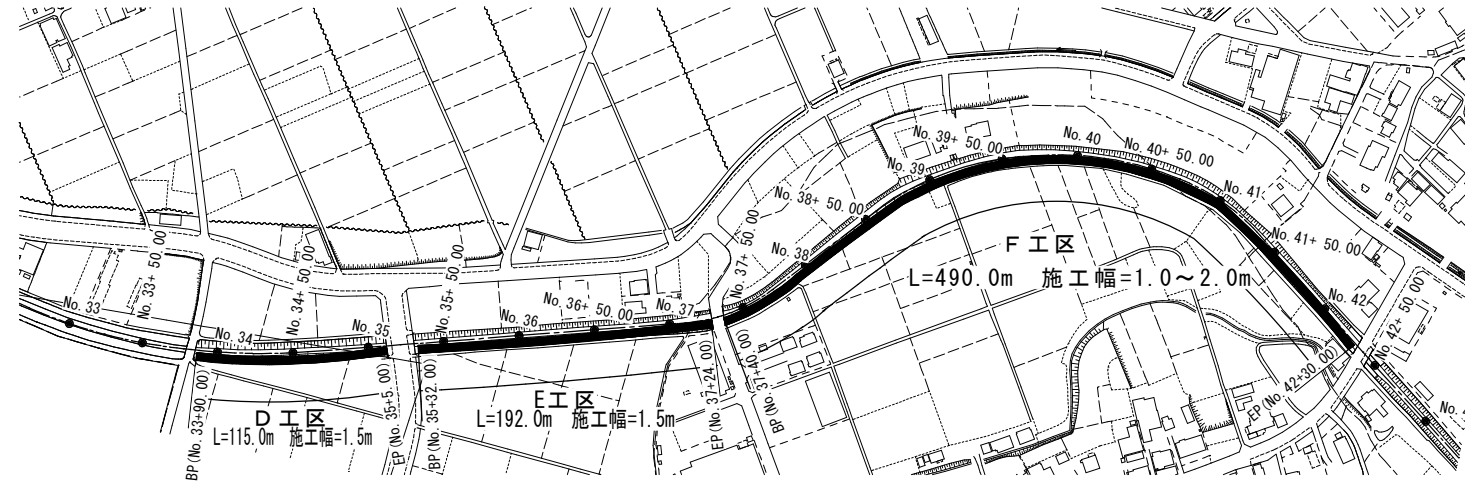 No. 33
No. 33+ 50. 00
No. 34
No. 34+ 50. 00
No. 35
No. 35+ 50. 00
No. 36
No. 36+ 50. 00
No. 37
No. 37+ 50. 00
No. 38
No. 38+ 50. 00
No. 39
No. 39+ 50. 00
No. 40
No. 40+ 50. 00
No. 41
No. 41+ 50. 00
No. 42
No. 42+ 50. 00
BP(No. 33+90. 00)
D工区
L=115.0m 施工幅=1.5m
EP(No. 35+5. 00)
BP(No. 35+32. 00)
E工区
L=192.0m 施工幅=1.5m
EP(No. 37+24. 00)
BP(No. 37+40. 00)
F工区
L=490.0m 施工幅=1.0～2.0m
EP(No. 42+30. 00)